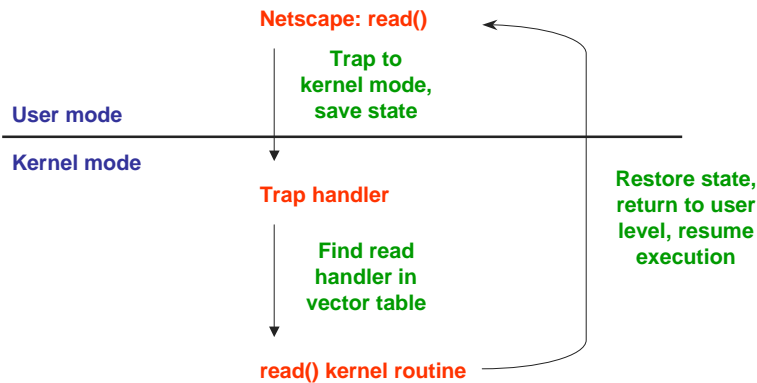 Netscape: read()
Trap to
kernel mode,
save state
User mode
Kernel mode
Trap handler
Restore state,
return to user
level, resume
execution
Find read
handler in
vector table
read() kernel routine